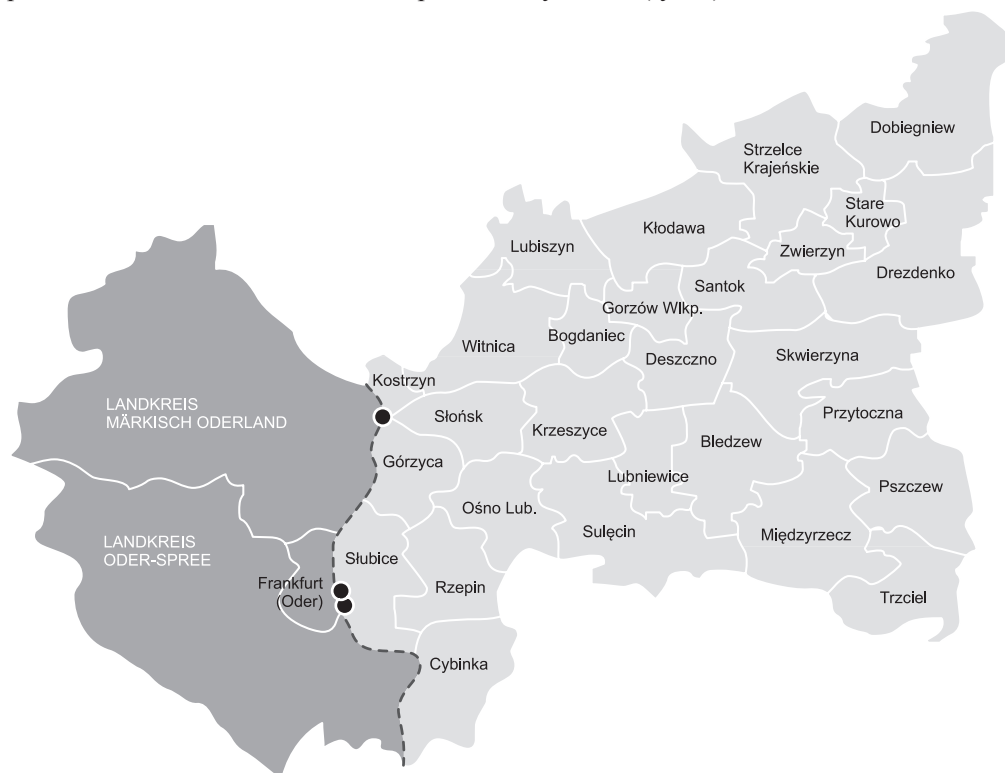 Dobiegniew
Strzelce
Krajeńskie
Stare
Kurowo
Kłodawa
Lubiszyn
Zwierzyn
Drezdenko
Santok
Gorzów Wlkp.
Bogdaniec
Witnica
Deszczno
Skwierzyna
Kostrzyn
LANDKREIS
MÄRKISCH ODERLAND
Słońsk
Krzeszyce
Przytoczna
Bledzew
Górzyca
Lubniewice
Pszczew
Ośno Lub.
Sulęcin
Międzyrzecz
LANDKREIS
ODER-SPREE
Słubice
Frankfurt
(Oder)
Rzepin
Trzciel
Cybinka